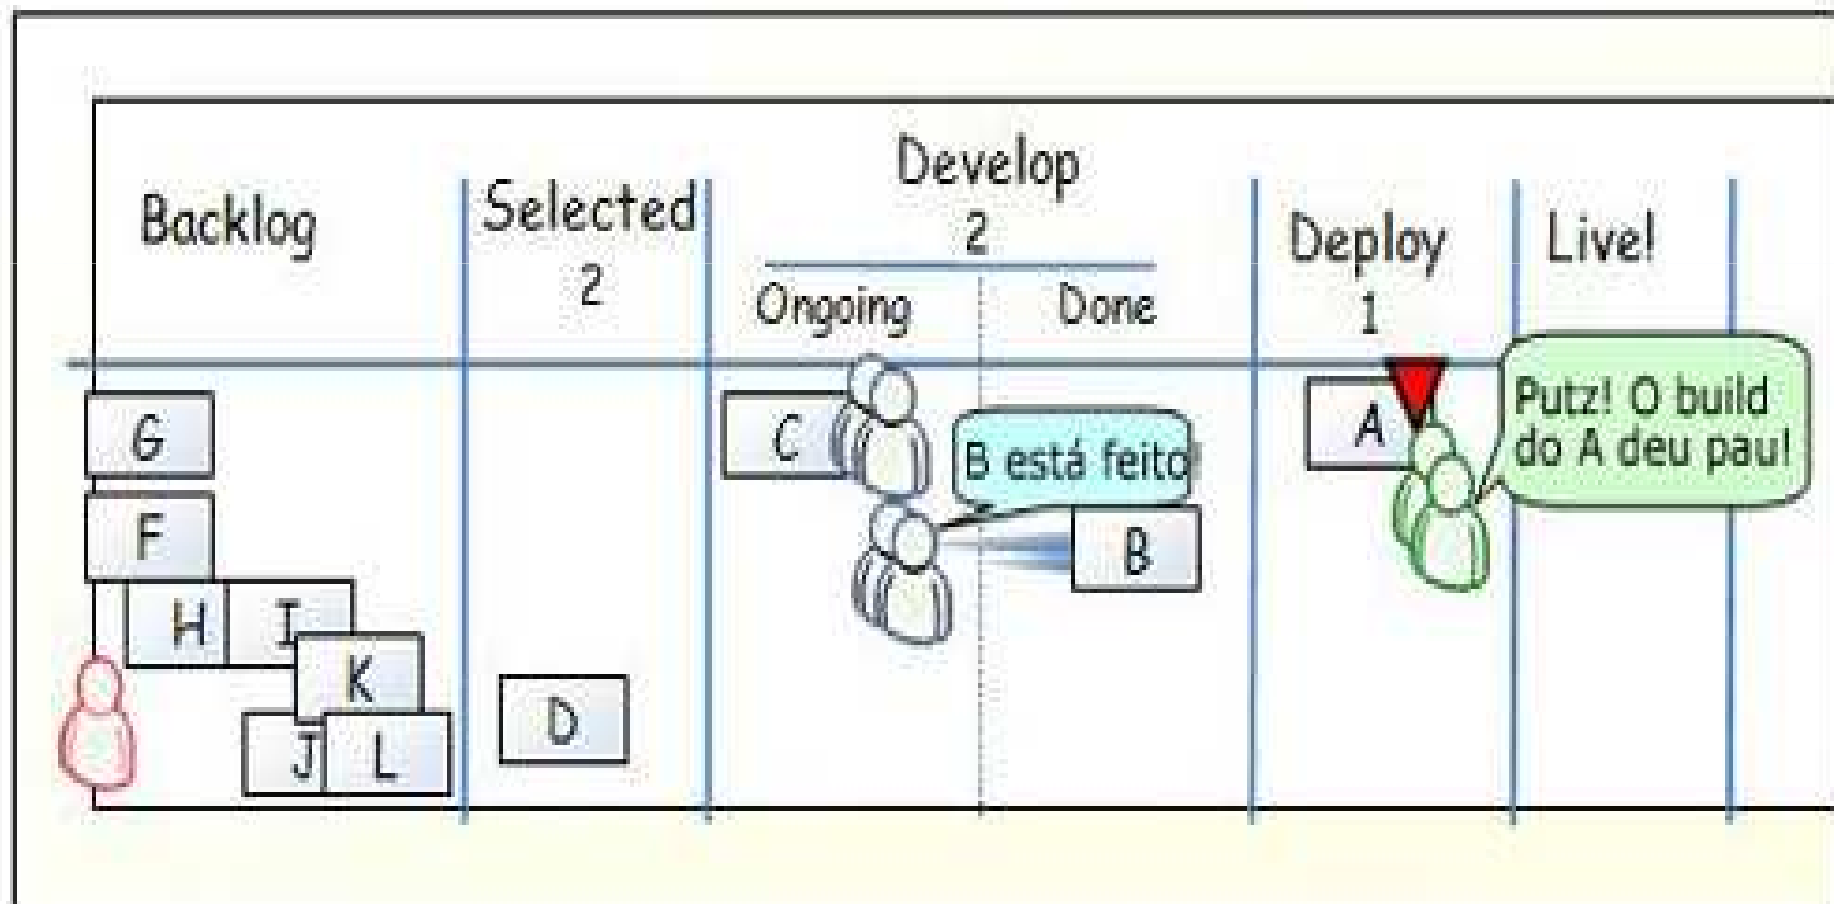 Backlog
Selected
2
Develop
2
Ongoing
Done
Deploy
1
Live!
G
F
H
I
K
J
L
D
C
B está feito!
B
A
Putz! O build
do A deu pau!